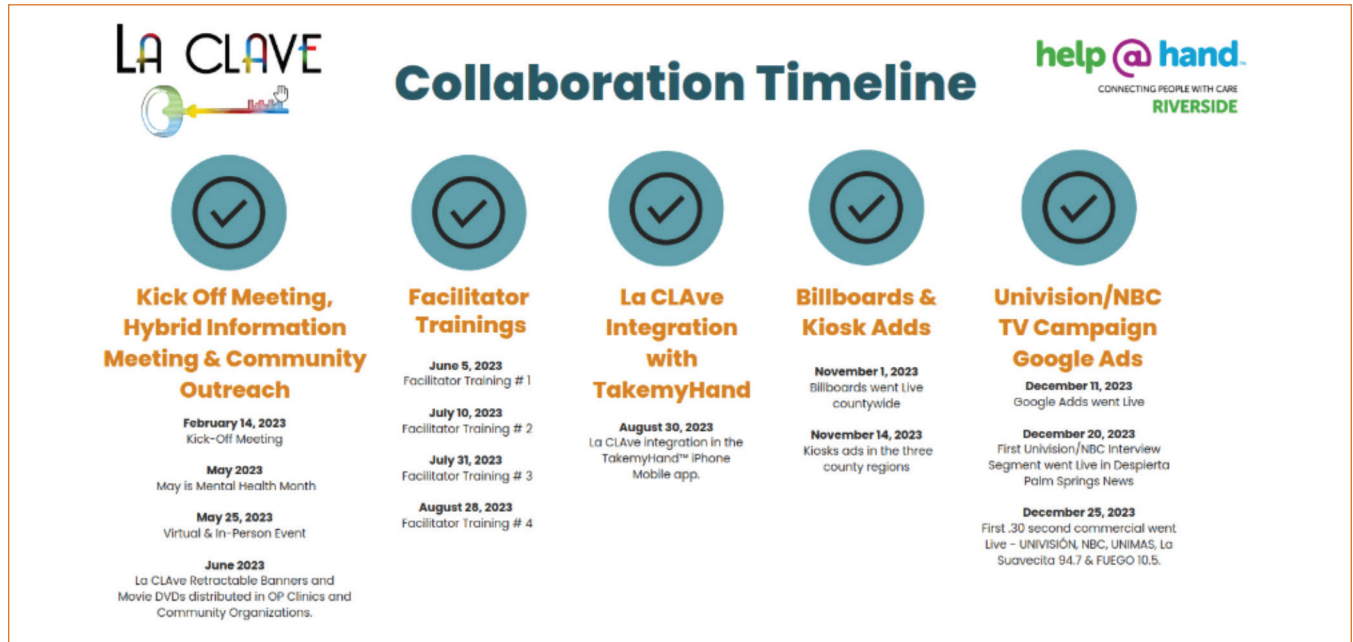 LA CLAVE
Collaboration Timeline
help @ hand™
CONNECTING PEOPLE WITH CARE
RIVERSIDE
Kick Off Meeting,
Hybrid Information
Meeting & Community
Outreach
February 14, 2023
Kick-Off Meeting
May 2023
May is Mental Health Month
May 25, 2023
Virtual & In-Person Event
June 2023
La CLAve Retractable Banners and
Movie DVDs distributed in OP Clinics and
Community Organizations.
Facilitator
Trainings
June 5, 2023
Facilitator Training # 1
July 10, 2023
Facilitator Training # 2
July 31, 2023
Facilitator Training # 3
August 28, 2023
Facilitator Training # 4
La CLAve
Integration
with
TakemyHand
August 30, 2023
La CLAve integration in the
TakemyHand™ iPhone
Mobile app.
Billboards &
Kiosk Adds
November 1, 2023
Billboards went Live
countywide
November 14, 2023
Kiosks ads in the three
county regions
Univision/NBC
TV Campaign
Google Ads
December 11, 2023
Google Adds went Live
December 20, 2023
First Univision/NBC Interview
Segment went Live in Despierta
Palm Springs News
December 25, 2023
First .30 second commercial went
Live - UNIVISIÓN, NBC, UNIMAS, La
Suavecita 94.7 & FUEGO 10.5.